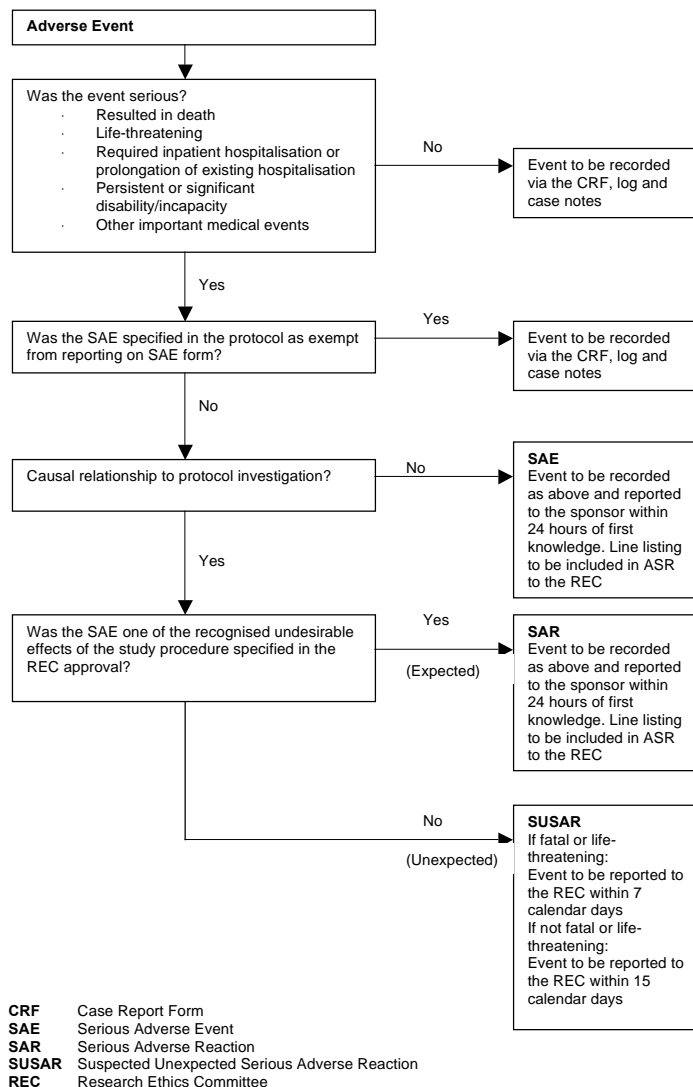 Adverse Event
Was the event serious?
· Resulted in death
· Life-threatening
· Required inpatient hospitalisation or
prolongation of existing hospitalisation
· Persistent or significant
disability/incapacity
· Other important medical events
No
Event to be recorded
via the CRF, log and
case notes
Yes
Was the SAE specified in the protocol as exempt
from reporting on SAE form?
Yes
Event to be recorded
via the CRF, log and
case notes
No
Causal relationship to protocol investigation?
No
SAE
Event to be recorded
as above and reported
to the sponsor within
24 hours of first
knowledge. Line listing
to be included in ASR
to the REC
Yes
Was the SAE one of the recognised undesirable
effects of the study procedure specified in the
REC approval?
Yes
(Expected)
SAR
Event to be recorded
as above and reported
to the sponsor within
24 hours of first
knowledge. Line listing
to be included in ASR
to the REC
No
(Unexpected)
SUSAR
If fatal or life-
threatening:
Event to be reported to
the REC within 7
calendar days
If not fatal or life-
threatening:
Event to be reported to
the REC within 15
calendar days
CRF Case Report Form
SAE Serious Adverse Event
SAR Serious Adverse Reaction
SUSAR Suspected Unexpected Serious Adverse Reaction
REC Research Ethics Committee